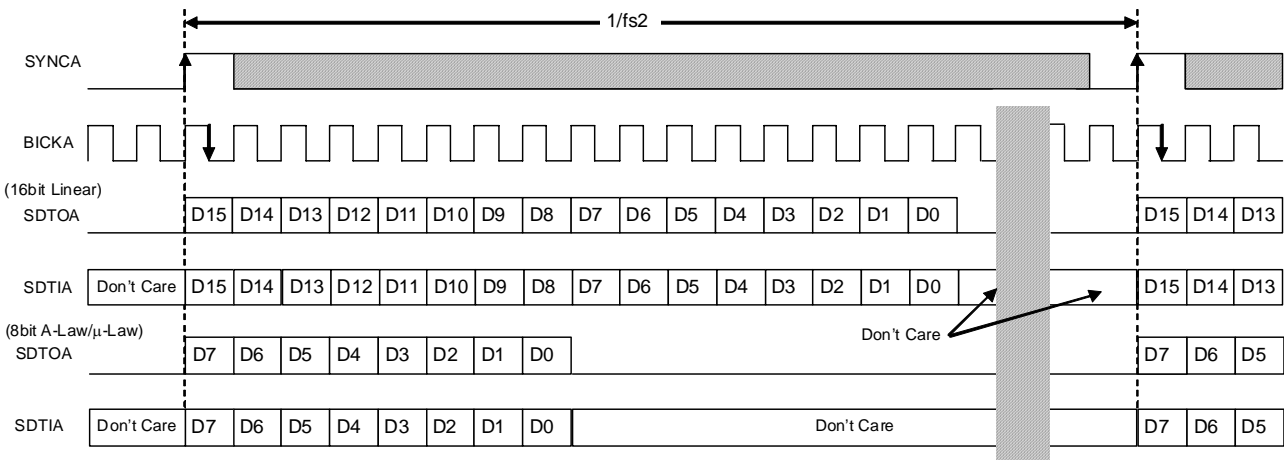 1/fs2
SYNCA
BICKA
(16bit Linear)
SDTOA D15 D14 D13 D12 D11 D10 D9 D8 D7 D6 D5 D4 D3 D2 D1 D0 D15 D14 D13
SDTIA Don't Care D15 D14 D13 D12 D11 D10 D9 D8 D7 D6 D5 D4 D3 D2 D1 D0 D15 D14 D13
Don't Care
(8bit A-Law/μ-Law)
SDTOA D7 D6 D5 D4 D3 D2 D1 D0 D7 D6 D5
SDTIA Don't Care D7 D6 D5 D4 D3 D2 D1 D0 Don't Care D7 D6 D5